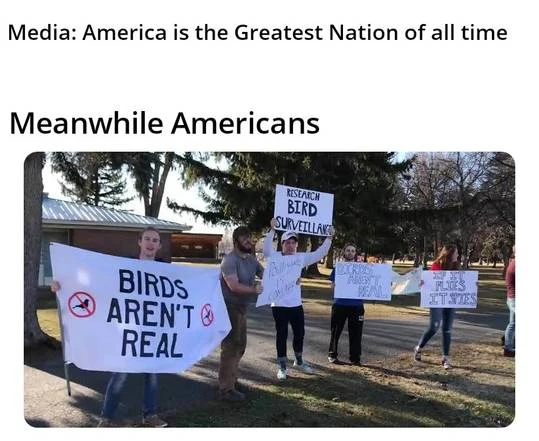 Media: America is the Greatest Nation of all time
Meanwhile Americans
RESEARCH
BIRD
SURVEILLANCE
BIRDS
AREN'T
REAL
BIRDS
AREN'T
REAL
IF IT
FLIES
IT SPIES